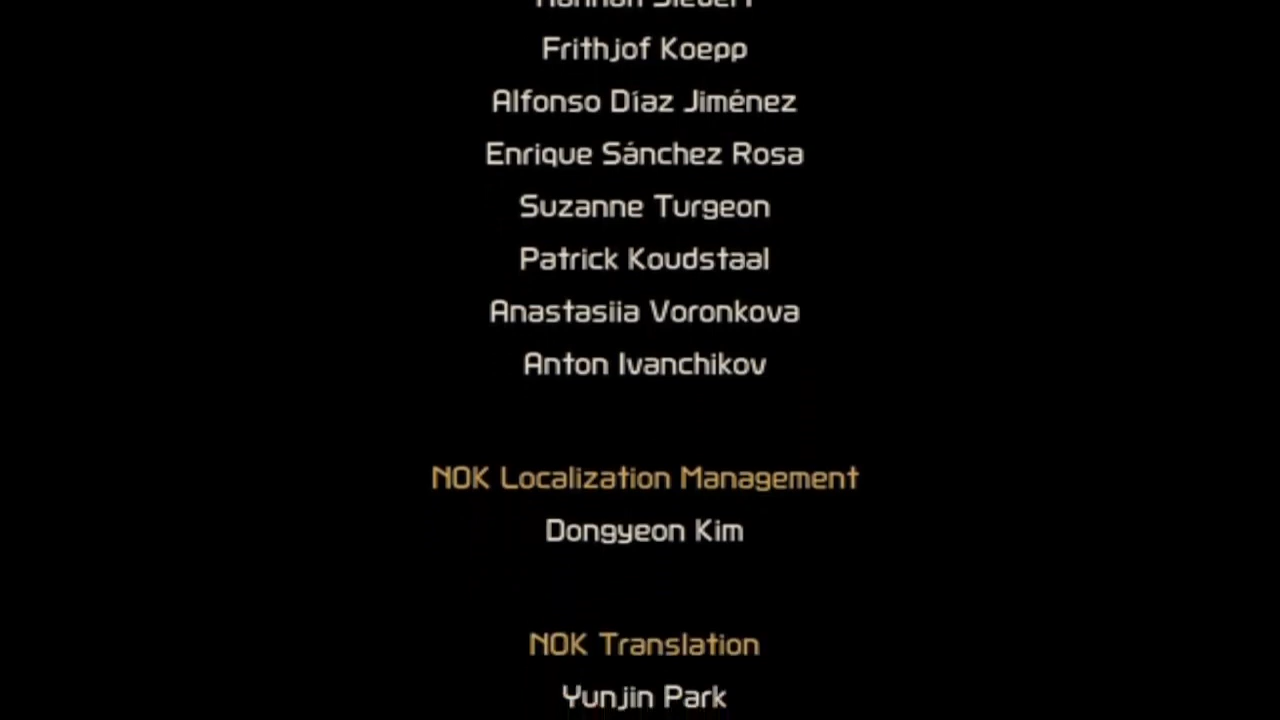 Frithjof Koepp
Alfonso Díaz Jiménez
Enrique Sánchez Rosa
Suzanne Turgeon
Patrick Koudstaal
Anastasiia Voronkova
Anton Ivanchikov
NOK Localization Management
Dongyeon Kim
NOK Translation
Yunjin Park